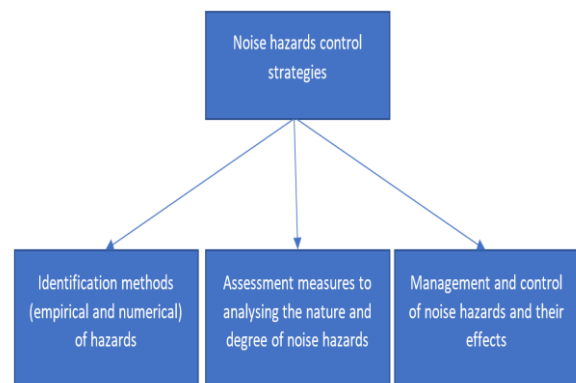 Noise hazards control
strategies
Identification methods
(empirical and numerical)
of hazards
Assessment measures to
analysing the nature and
degree of noise hazards
Management and control
of noise hazards and their
effects